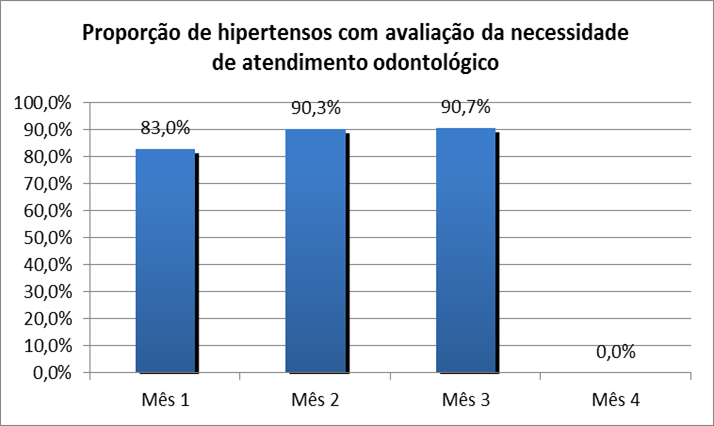 Proporção de hipertensos com avaliação da necessidade
de atendimento odontológico
100,0%
90,0%
80,0%
70,0%
60,0%
50,0%
40,0%
30,0%
20,0%
10,0%
0,0%
83,0%
90,3%
90,7%
0,0%
Mês 1
Mês 2
Mês 3
Mês 4